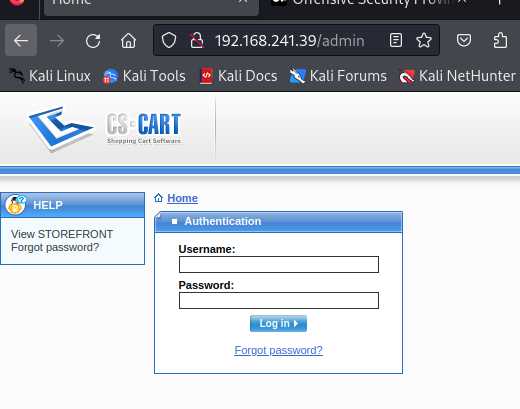 Home
Offensive Security
192.168.241.39/admin
Kali Linux
Kali Tools
Kali Docs
Kali Forums
Kali NetHunter
CS-CART
Shopping Cart Software
HELP
View STOREFRONT
Forgot password?
Home
Authentication
Username:
Password:
Log in
Forgot password?